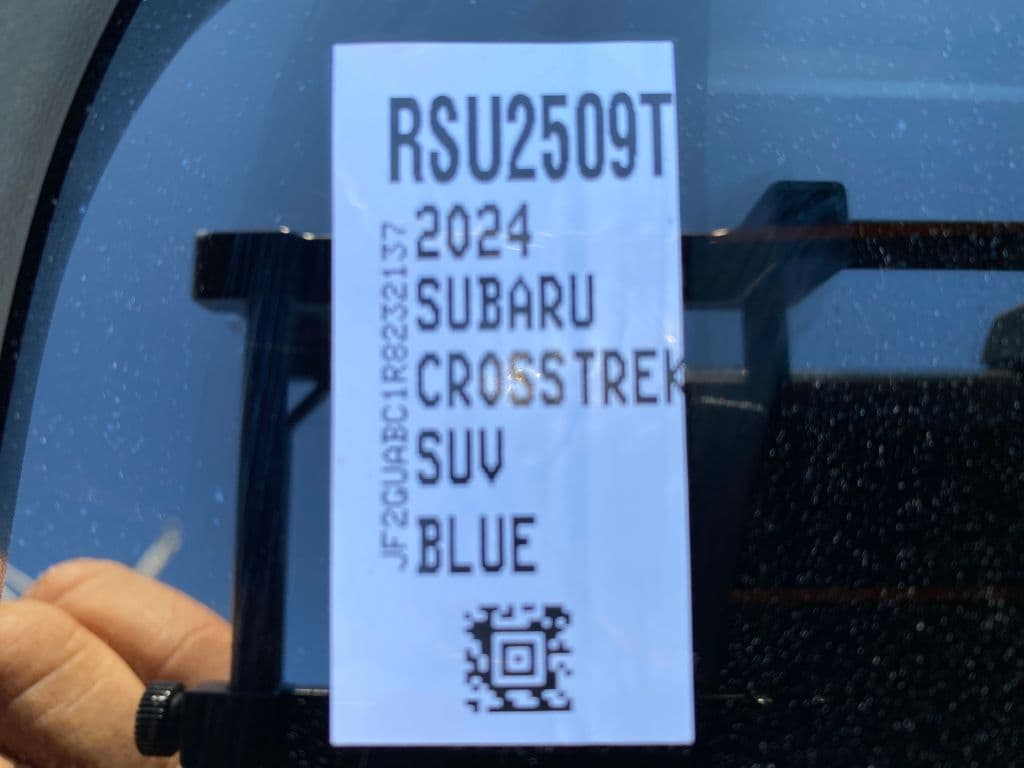 RSU2509T
2024
SUBARU
CROSSTREK
SUV
BLUE
JF2GUABC1R8232137